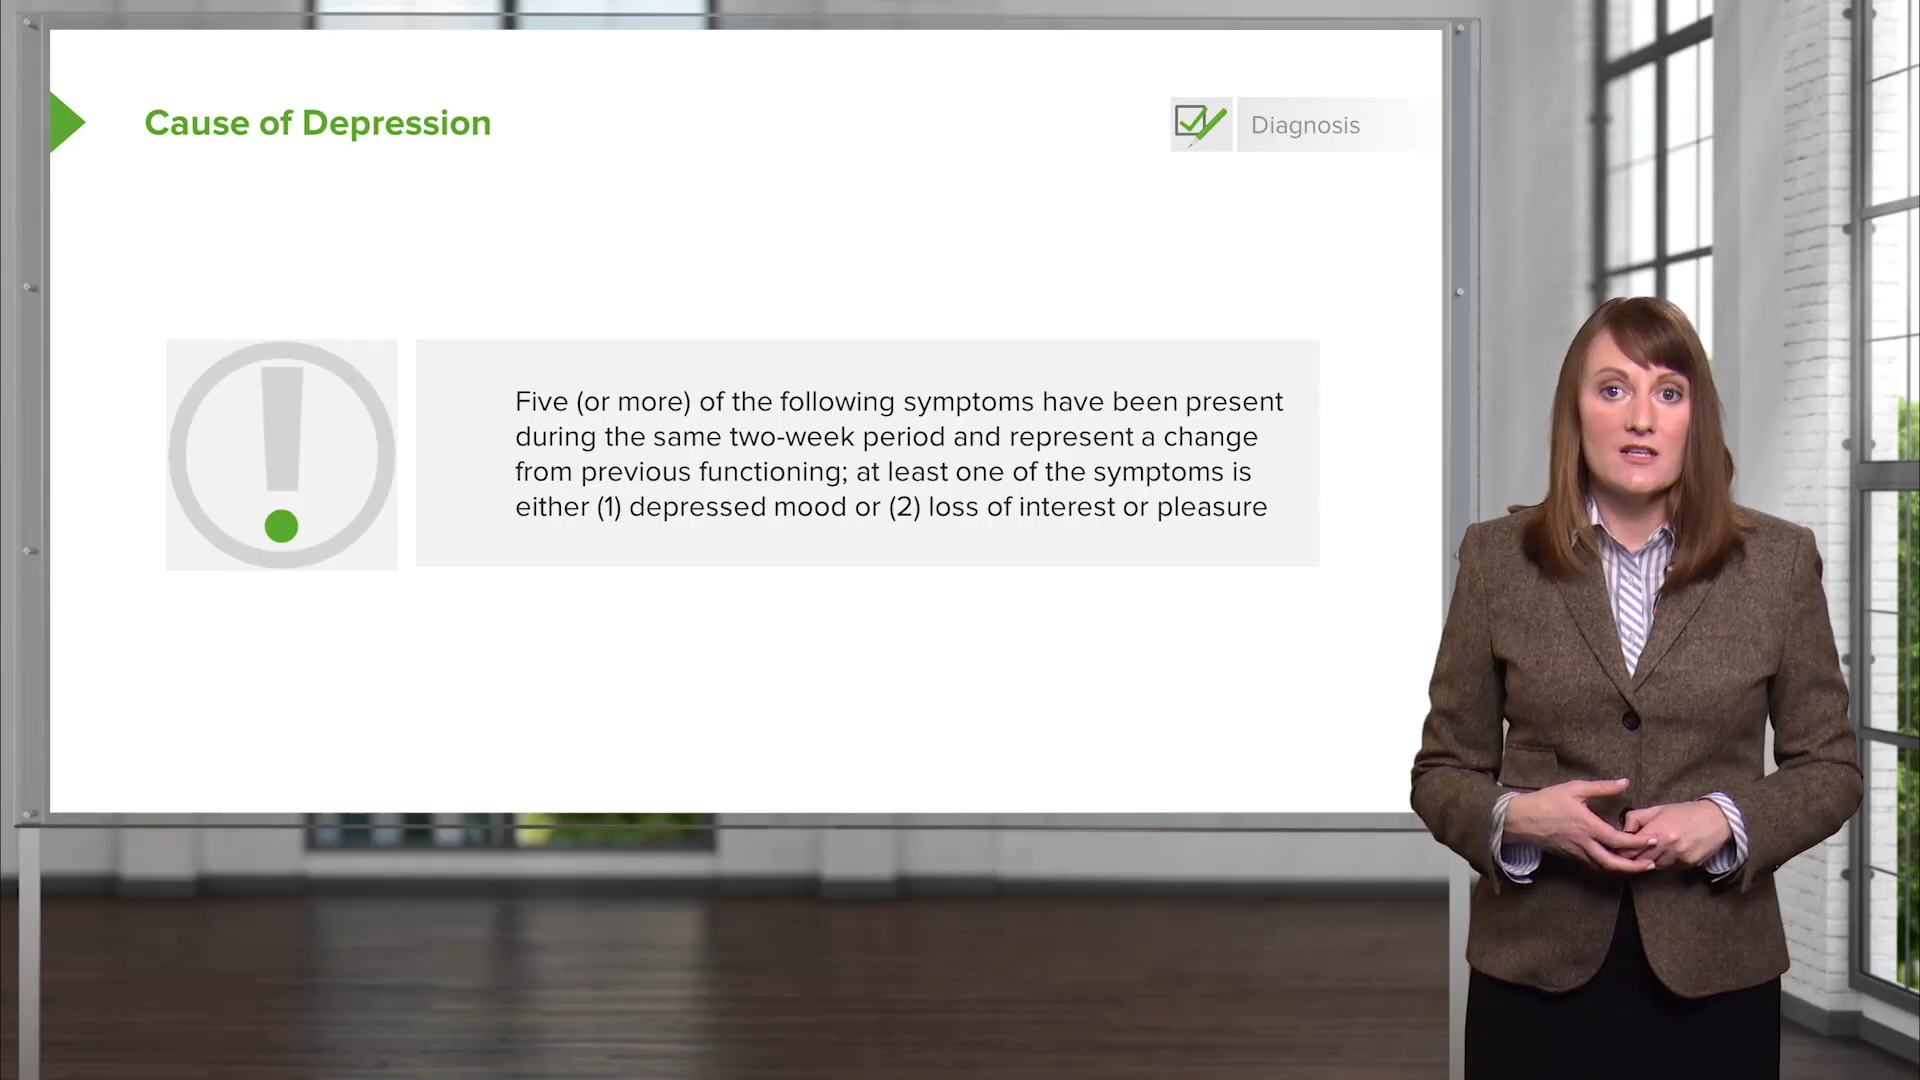 Cause of Depression
Diagnosis
Five (or more) of the following symptoms have been present
during the same two-week period and represent a change
from previous functioning; at least one of the symptoms is
either (1) depressed mood or (2) loss of interest or pleasure